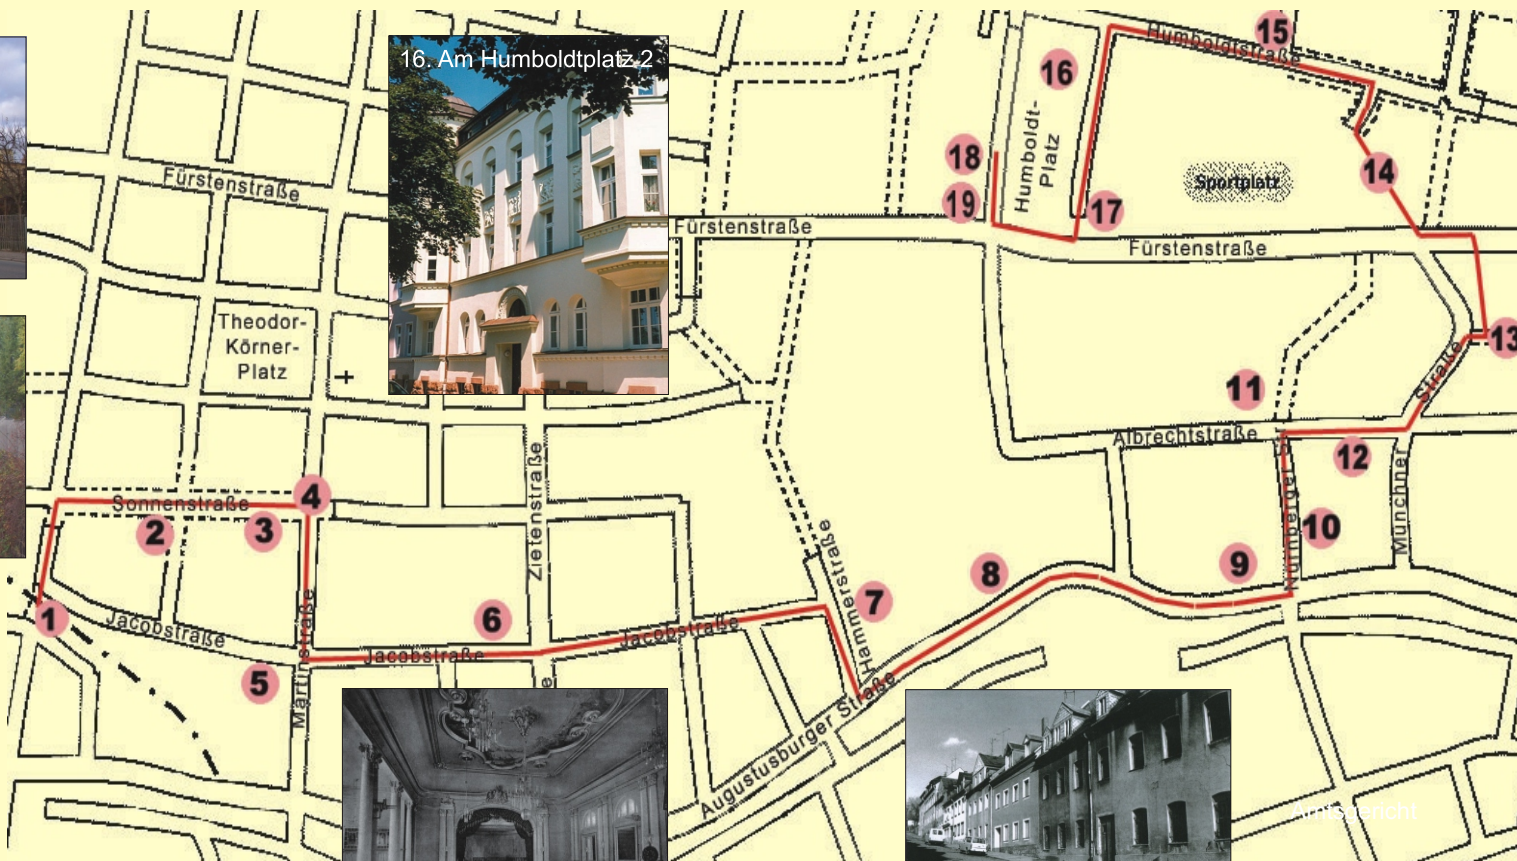 16. Am Humboldtplatz 2
15
Humboldtstraße
16
Humboldt-
Platz
18
19
17
14
Sportplatz
Fürstenstraße
Fürstenstraße
Fürstenstraße
Theodor-
Körner-
Platz
13
Straße
11
Albrechtstraße
12
Münchner
Nürnberger S
10
9
4
Sonnenstraße
2
3
Zietenstraße
Hammerstraße
8
7
1
Jacobstraße
6
Jacobstraße
Jacobstraße
Martinstraße
5
e
Augustusburger Straße
Amtsgericht